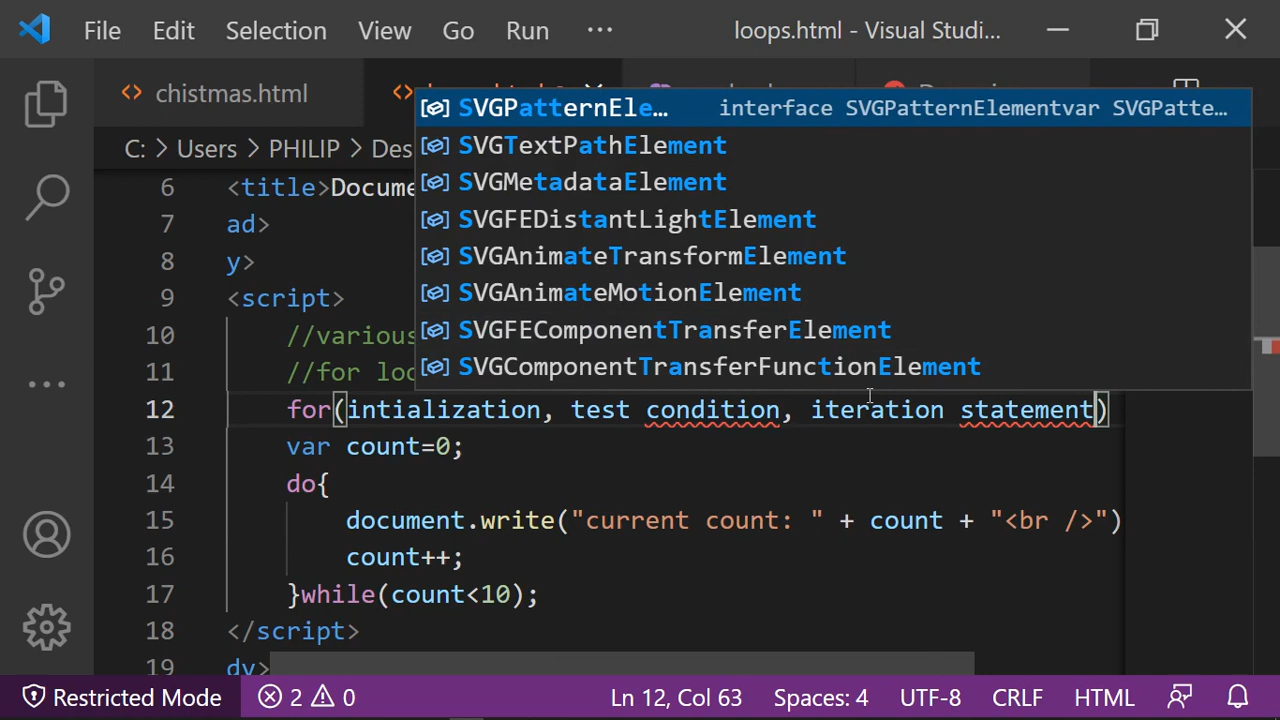 File Edit Selection View Go Run ··· loops.html - Visual Studi...
chistmas.html
C: > Users > PHILIP > Des
SVGPatternEle… interface SVGPatternElementvar SVGPatte…
SVGTextPathElement
SVGMetadataElement
SVGFEDistantLightElement
SVGAnimateTransformElement
SVGAnimateMotionElement
SVGFEComponentTransferElement
SVGComponentTransferFunctionElement
6 <title>Docume
7 ad>
8 y>
9 <script>
10 //various
11 //for loo
12 for(intialization, test condition, iteration statement)
13 var count=0;
14 do{
15 document.write("current count: " + count + "<br />")
16 count++;
17 }while(count<10);
18 </script>
19 dy>
Restricted Mode 2 0 Ln 12, Col 63 Spaces: 4 UTF-8 CRLF HTML